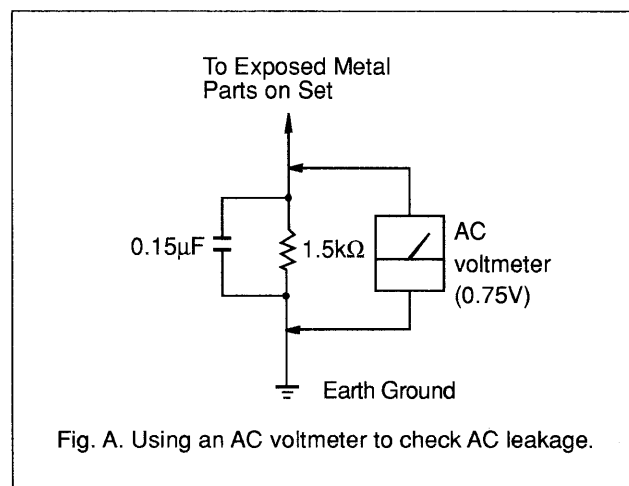 To Exposed Metal
Parts on Set
0.15µF
1.5kΩ
AC
voltmeter
(0.75V)
Earth Ground
Fig. A. Using an AC voltmeter to check AC leakage.